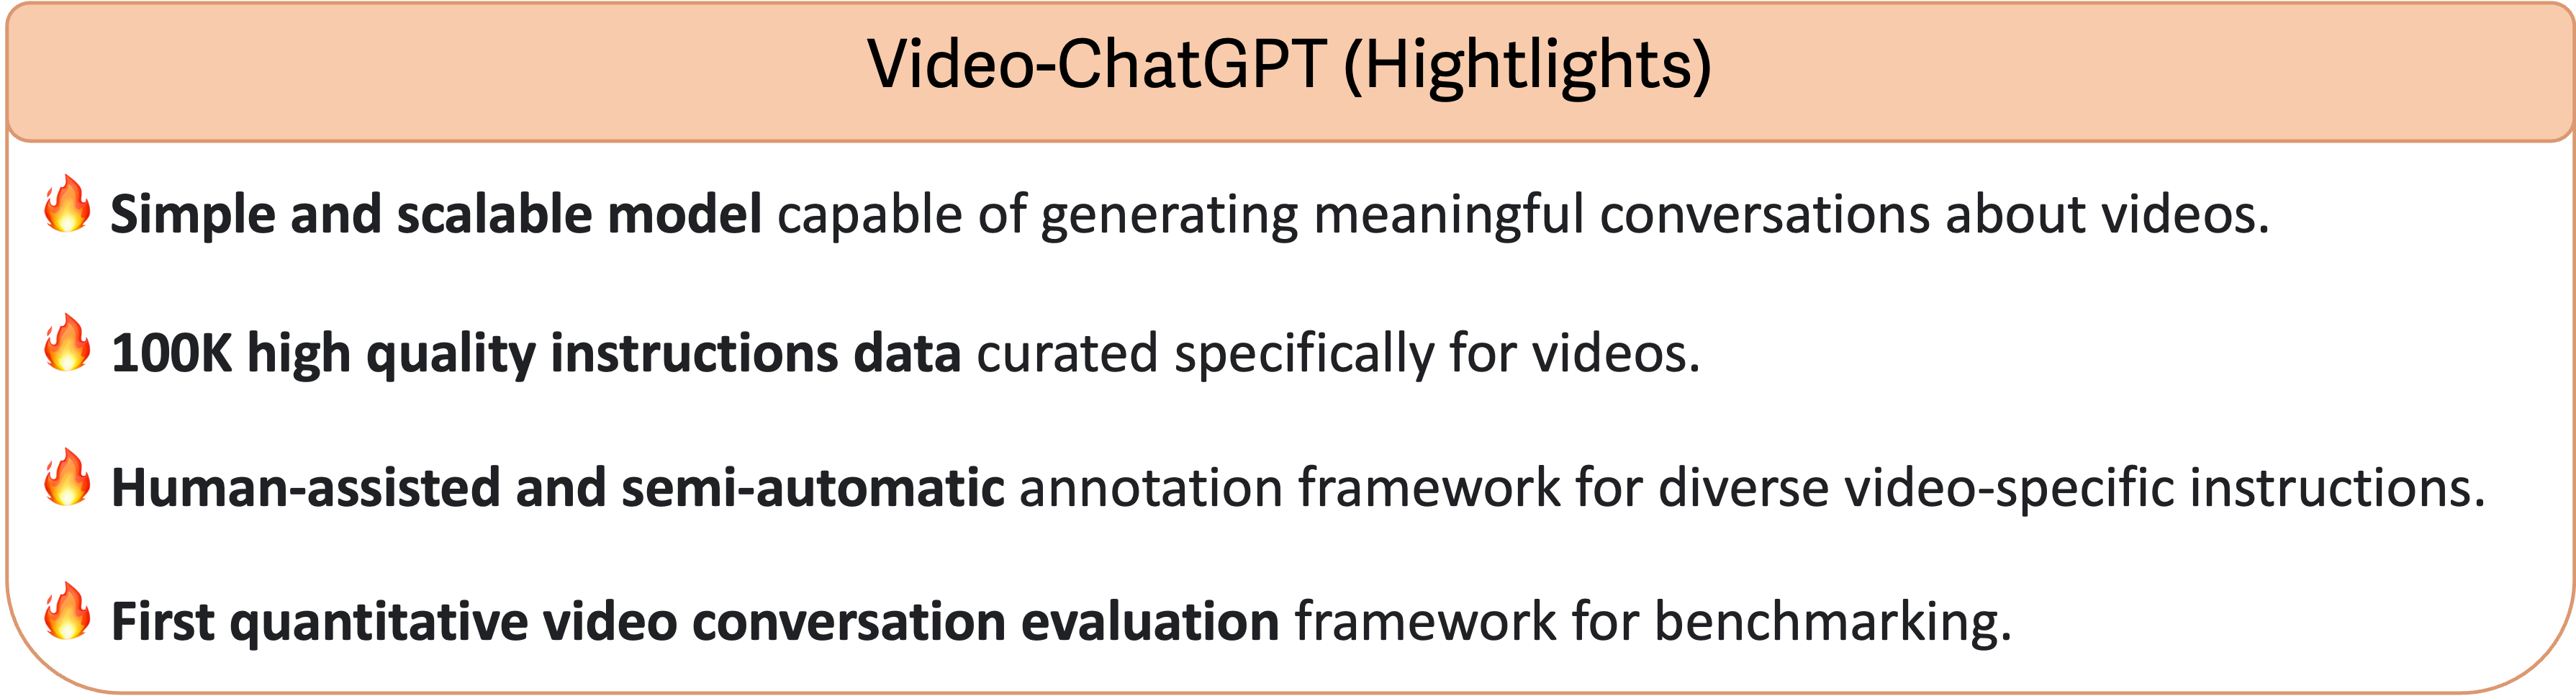 Video-ChatGPT (Hightlights)
🔥 Simple and scalable model capable of generating meaningful conversations about videos.
🔥 100K high quality instructions data curated specifically for videos.
🔥 Human-assisted and semi-automatic annotation framework for diverse video-specific instructions.
🔥 First quantitative video conversation evaluation framework for benchmarking.